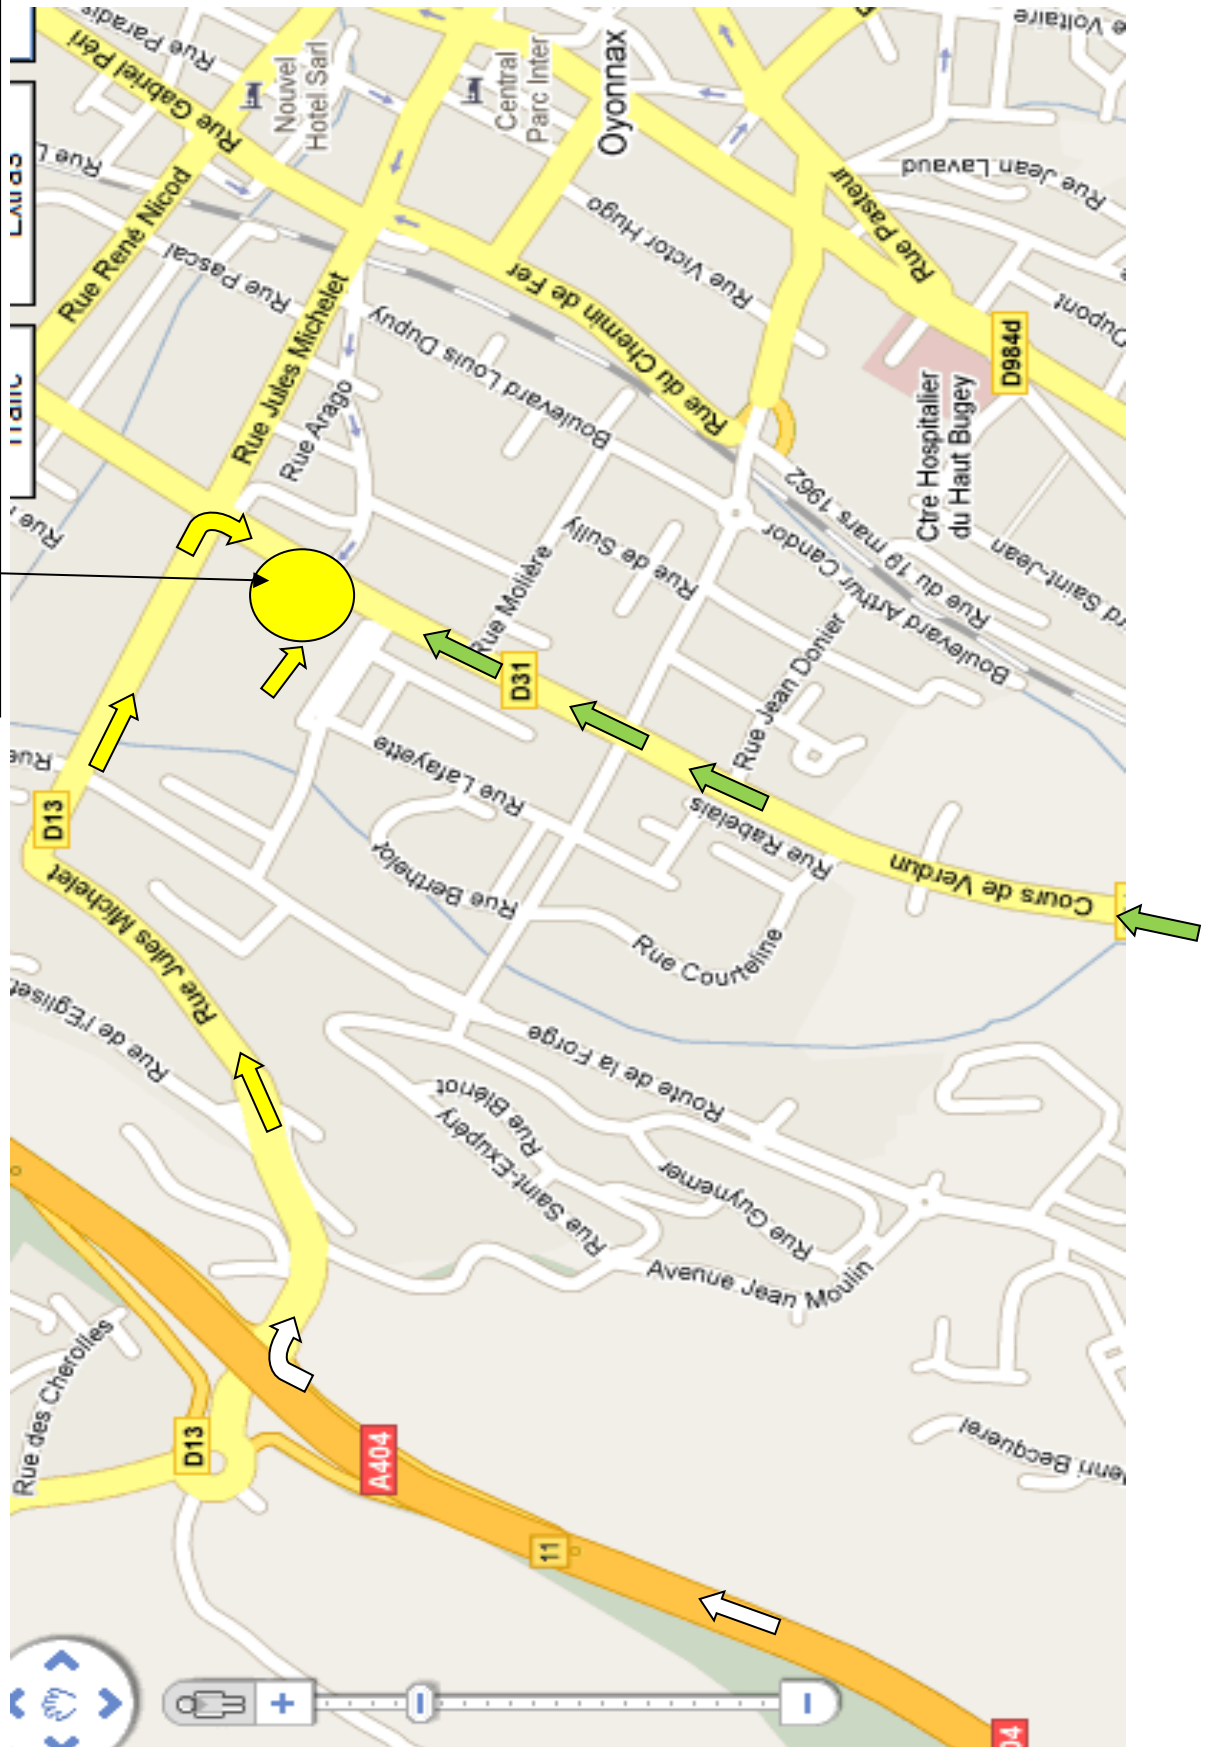 Rue Paradis
Rue Gabriel Péri
Nouvel
Hotel Sarl
Central
Parc Inter
Oyonnax
Voltaire
Rue René Nicod
Rue Pascal
Rue Jules Michelet
Rue Arago
Boulevard Louis Dupuy
Rue du Chemin de Fer
Rue Victor Hugo
Rue Pasteur
Rue Jean Lavaud
Dupont
D984d
Ctre Hospitalier
du Haut Bugey
Saint-Jean
Rue du 19 mars 1962
Boulevard Arthur Candor
Rue de Sully
Rue Molière
D31
Rue Jean Donier
Rue Rabelais
Cours de Verdun
Rue Lafayette
Rue Berthelot
Rue Courteline
D13
Rue Jules Michelet
Rue de l'Eglise
Route de la Forge
Rue Blériot
Rue Saint-Exupéry
Rue Guynemer
Avenue Jean Moulin
Rue des Cherolles
D13
A404
11
Becquerel
04